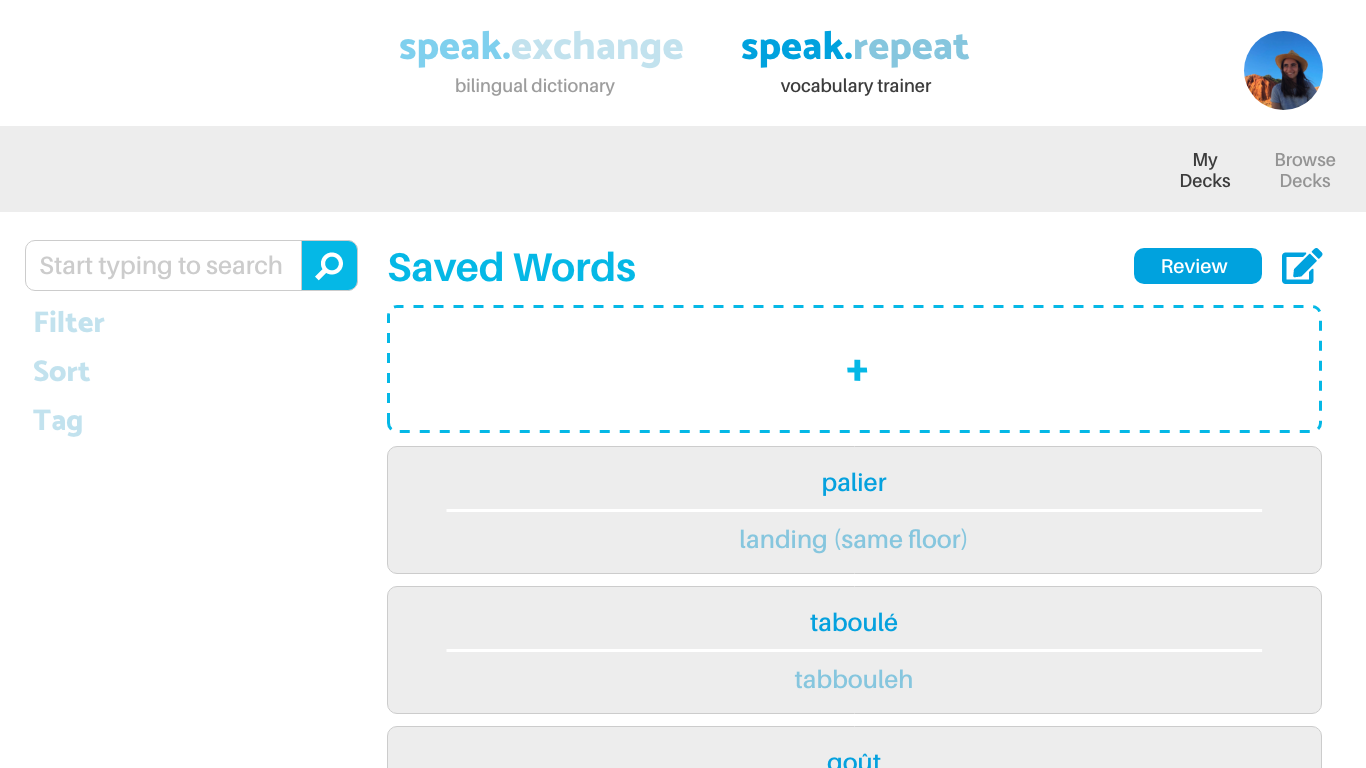 speak.exchange
bilingual dictionary
speak.repeat
vocabulary trainer
My
Decks
Browse
Decks
Start typing to search
Filter
Sort
Tag
Saved Words
Review
+
palier
landing (same floor)
taboulé
tabbouleh
goût